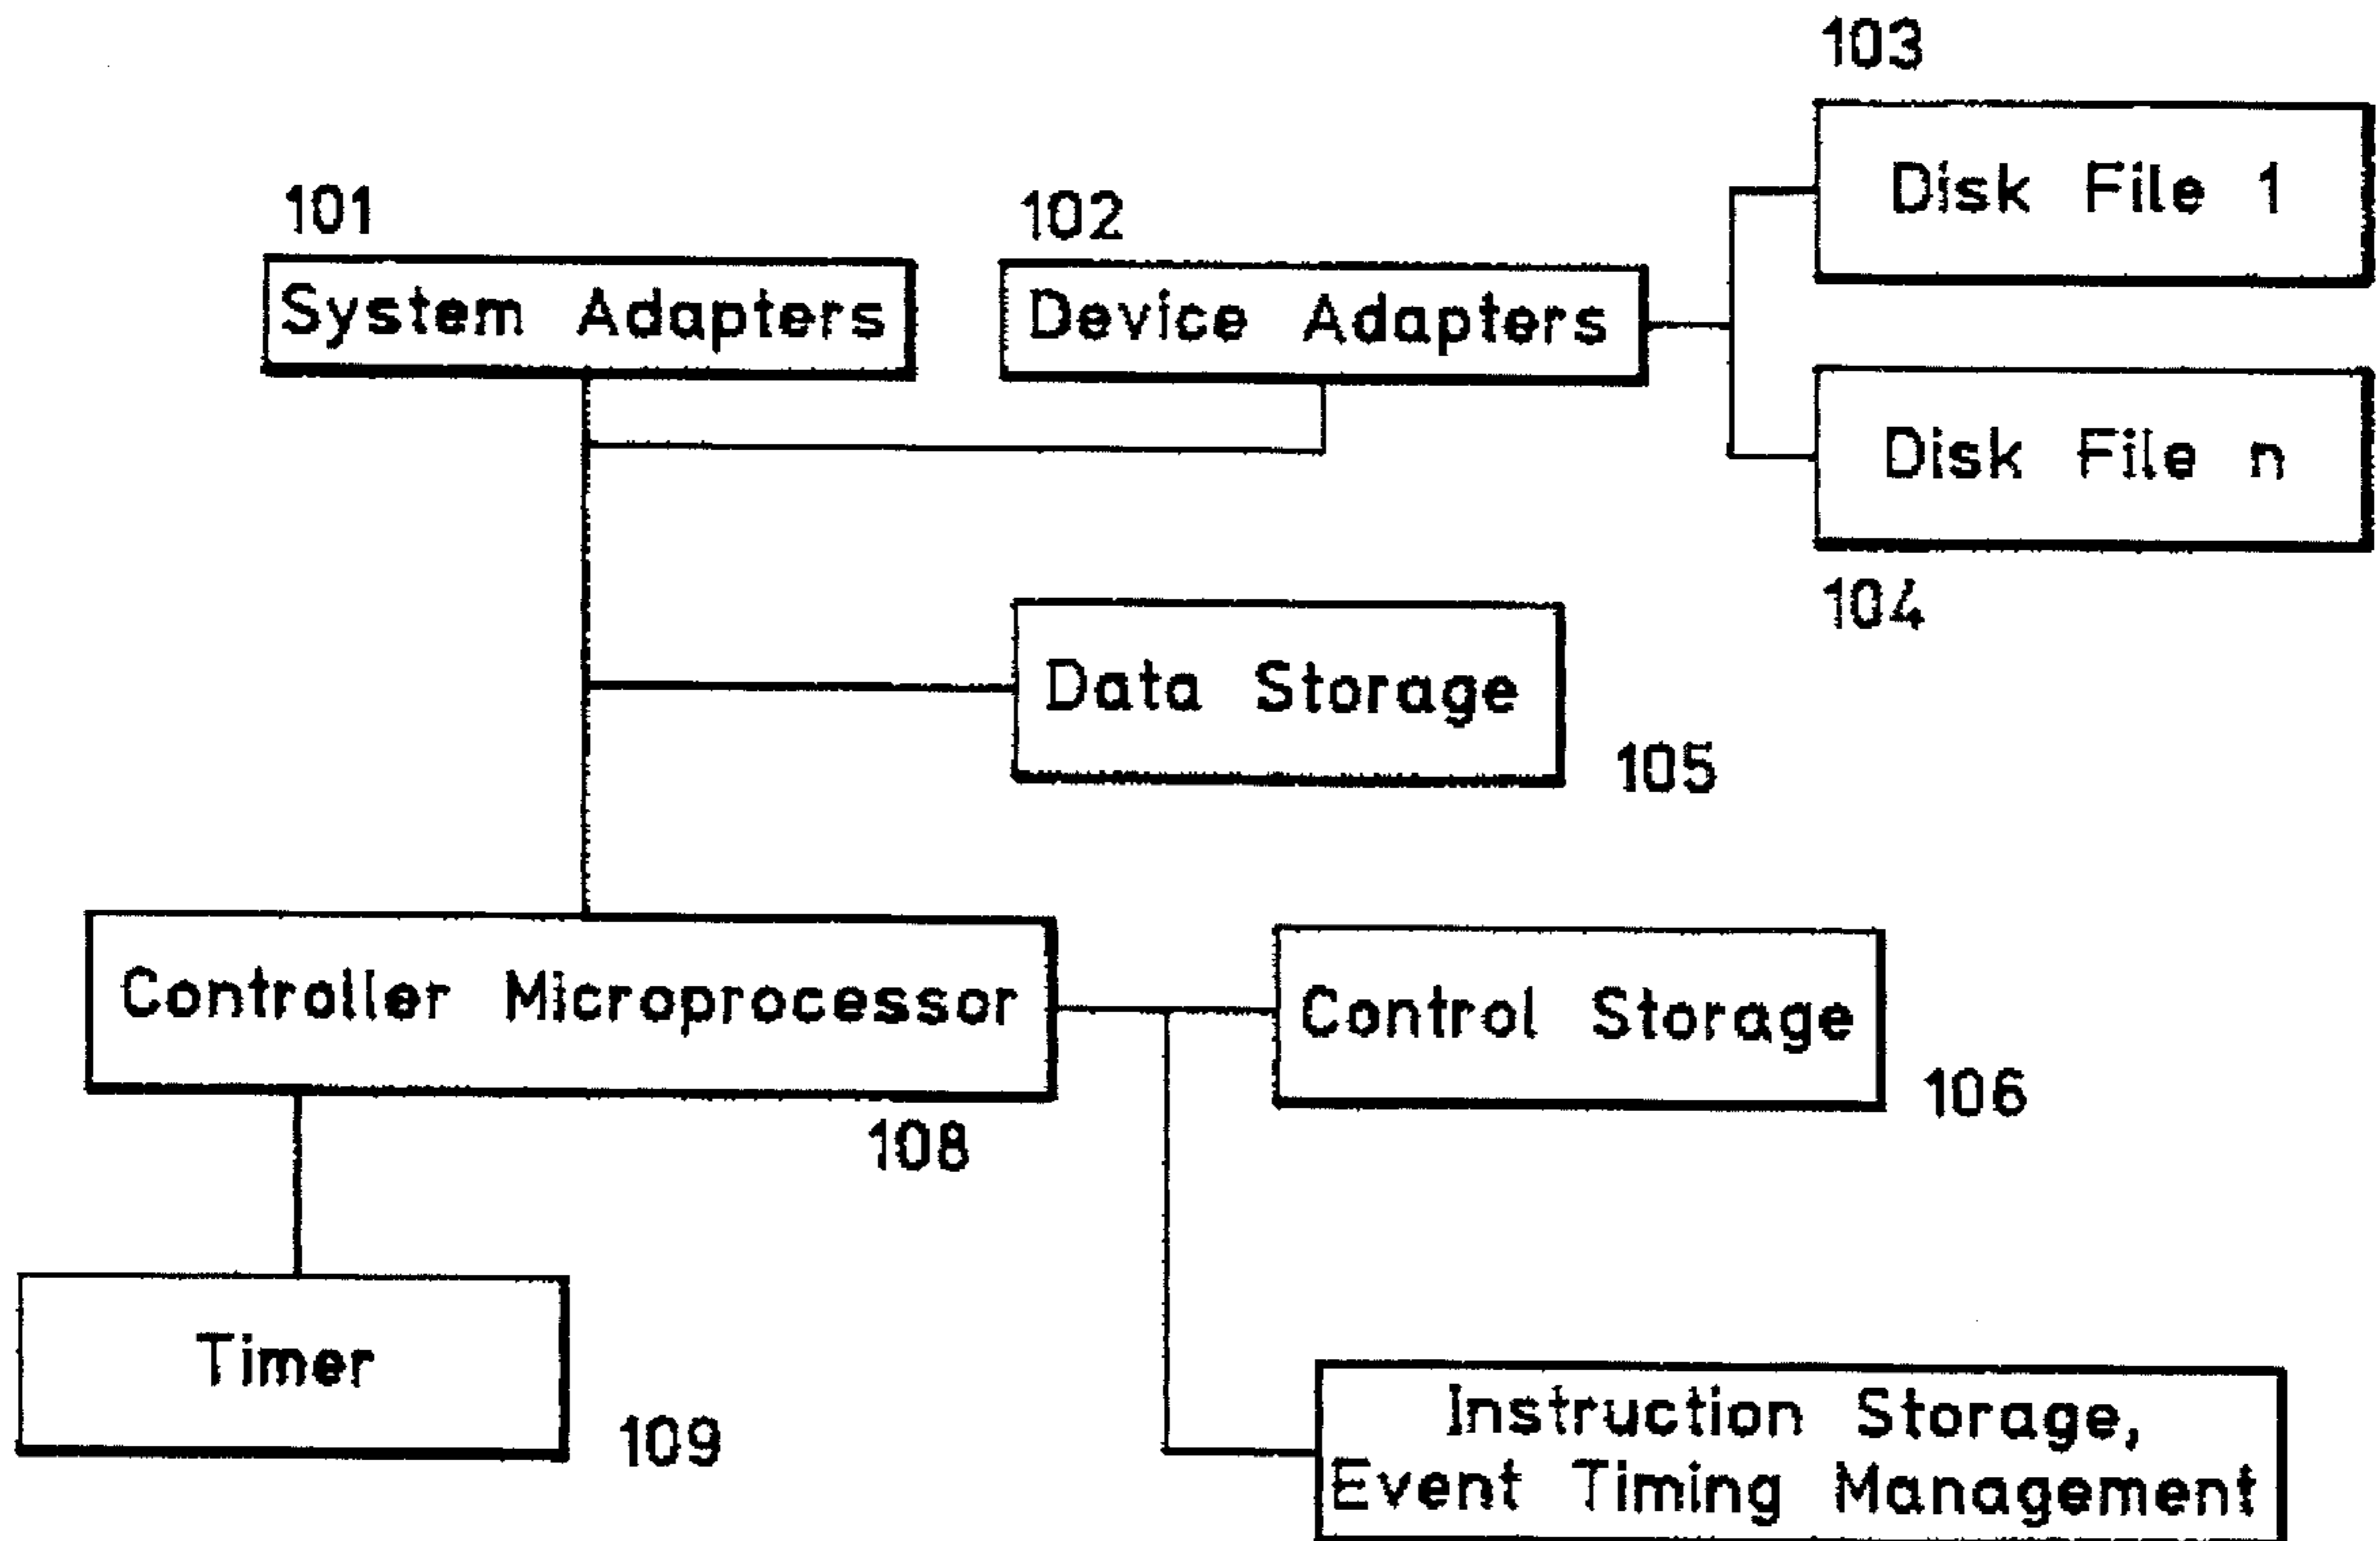 103
Disk File 1
101
System Adapters
102
Device Adapters
Disk File n
104
Data Storage
105
Controller Microprocessor
108
Control Storage
106
Timer
109
Instruction Storage,
Event Timing Management